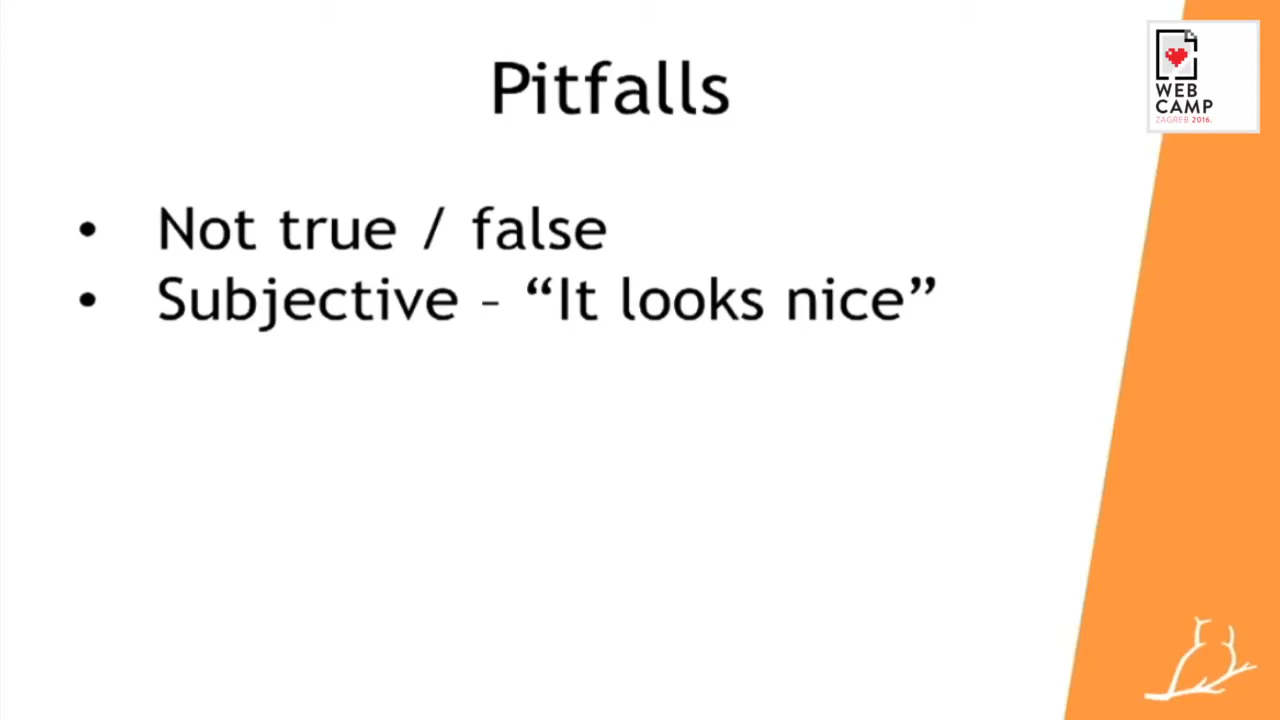 Pitfalls
WEB
CAMP
ZAGREB 2016.
• Not true / false
• Subjective – “It looks nice”